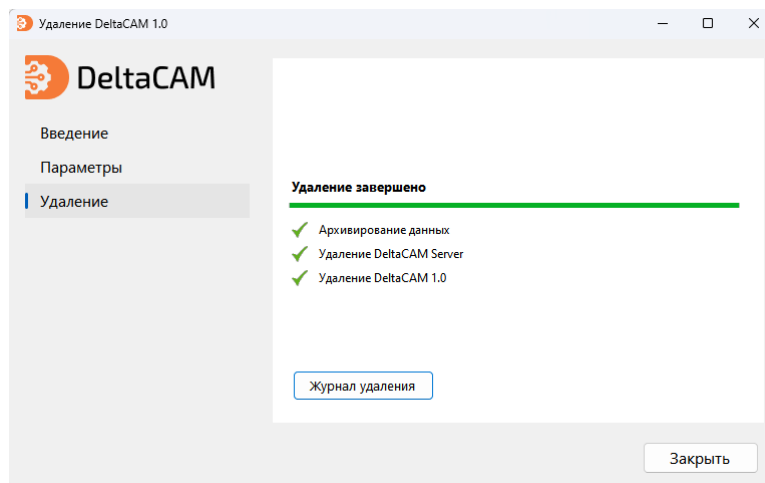 Удаление DeltaCAM 1.0
DeltaCAM
Введение
Параметры
Удаление
Удаление завершено
Архивирование данных
Удаление DeltaCAM Server
Удаление DeltaCAM 1.0
Журнал удаления
Закрыть